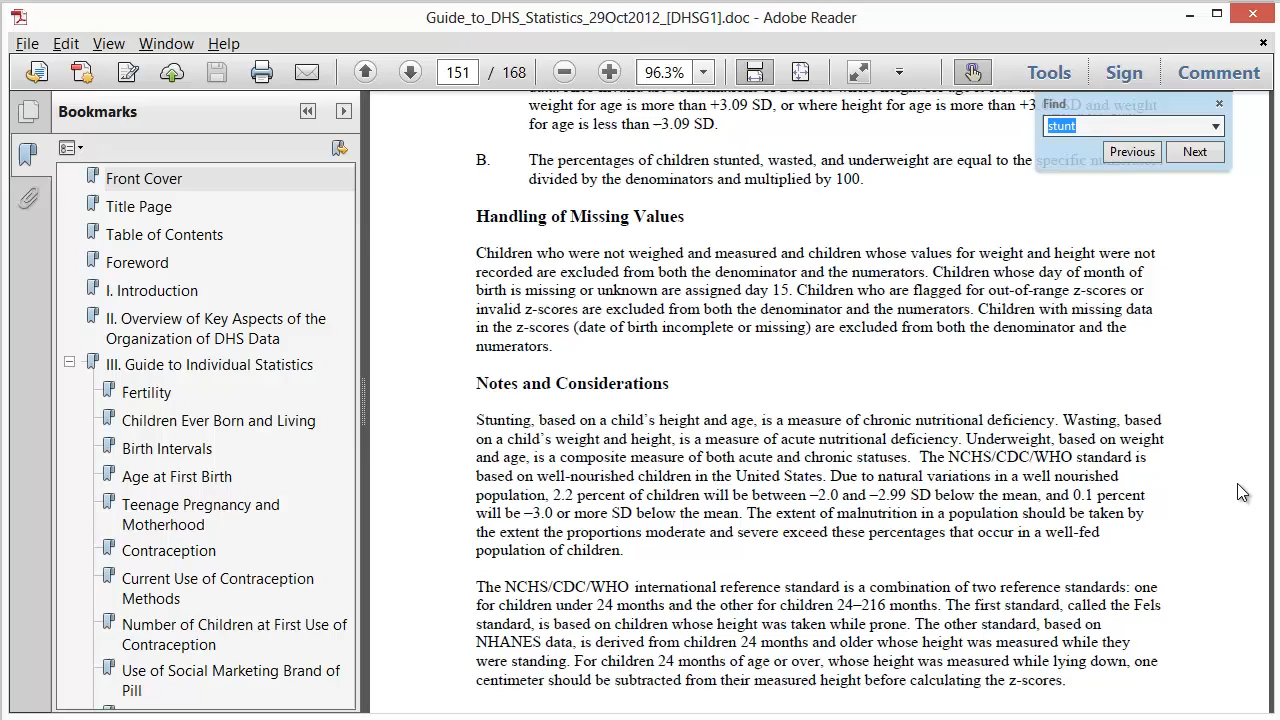 Guide_to_DHS_Statistics_29Oct2012_[DHSG1].doc - Adobe Reader
File Edit View Window Help
151 / 168 96.3% Tools Sign Comment
Bookmarks
Front Cover
Title Page
Table of Contents
Foreword
I. Introduction
II. Overview of Key Aspects of the
Organization of DHS Data
III. Guide to Individual Statistics
Fertility
Children Ever Born and Living
Birth Intervals
Age at First Birth
Teenage Pregnancy and
Motherhood
Contraception
Current Use of Contraception
Methods
Number of Children at First Use of
Contraception
Use of Social Marketing Brand of
Pill
Find
stunt
Previous Next
weight for age is more than +3.09 SD, or where height for age is more than +3 SD and weight
for age is less than –3.09 SD.
B. The percentages of children stunted, wasted, and underweight are equal to the specific
divided by the denominators and multiplied by 100.
Handling of Missing Values
Children who were not weighed and measured and children whose values for weight and height were not
recorded are excluded from both the denominator and the numerators. Children whose day of month of
birth is missing or unknown are assigned day 15. Children who are flagged for out-of-range z-scores or
invalid z-scores are excluded from both the denominator and the numerators. Children with missing data
in the z-scores (date of birth incomplete or missing) are excluded from both the denominator and the
numerators.
Notes and Considerations
Stunting, based on a child’s height and age, is a measure of chronic nutritional deficiency. Wasting, based
on a child’s weight and height, is a measure of acute nutritional deficiency. Underweight, based on weight
and age, is a composite measure of both acute and chronic statuses. The NCHS/CDC/WHO standard is
based on well-nourished children in the United States. Due to natural variations in a well nourished
population, 2.2 percent of children will be between –2.0 and –2.99 SD below the mean, and 0.1 percent
will be –3.0 or more SD below the mean. The extent of malnutrition in a population should be taken by
the extent the proportions moderate and severe exceed these percentages that occur in a well-fed
population of children.
The NCHS/CDC/WHO international reference standard is a combination of two reference standards: one
for children under 24 months and the other for children 24–216 months. The first standard, called the Fels
standard, is based on children whose height was taken while prone. The other standard, based on
NHANES data, is derived from children 24 months and older whose height was measured while they
were standing. For children 24 months of age or over, whose height was measured while lying down, one
centimeter should be subtracted from their measured height before calculating the z-scores.